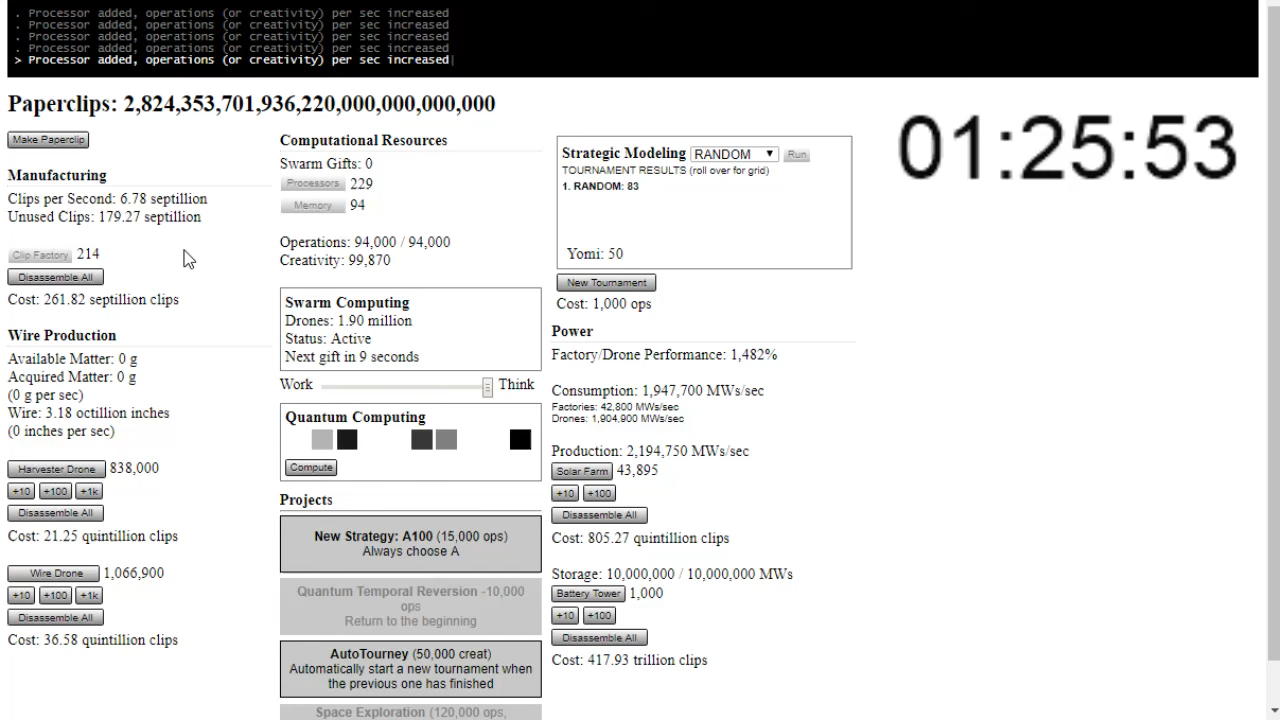 . Processor added, operations (or creativity) per sec increased
. Processor added, operations (or creativity) per sec increased
. Processor added, operations (or creativity) per sec increased
. Processor added, operations (or creativity) per sec increased
> Processor added, operations (or creativity) per sec increased
Paperclips: 2,824,353,701,936,220,000,000,000,000
01:25:53
Make Paperclip
Manufacturing
Clips per Second: 6.78 septillion
Unused Clips: 179.27 septillion
Clip Factory 214
Disassemble All
Cost: 261.82 septillion clips
Wire Production
Available Matter: 0 g
Acquired Matter: 0 g
(0 g per sec)
Wire: 3.18 octillion inches
(0 inches per sec)
Harvester Drone 838,000
+10 +100 +1k
Disassemble All
Cost: 21.25 quintillion clips
Wire Drone 1,066,900
+10 +100 +1k
Disassemble All
Cost: 36.58 quintillion clips
Computational Resources
Swarm Gifts: 0
Processors 229
Memory 94
Operations: 94,000 / 94,000
Creativity: 99,870
Swarm Computing
Drones: 1.90 million
Status: Active
Next gift in 9 seconds
Work Think
Quantum Computing
Compute
Projects
New Strategy: A100 (15,000 ops)
Always choose A
Quantum Temporal Reversion -10,000
ops
Return to the beginning
AutoTourney (50,000 creat)
Automatically start a new tournament when
the previous one has finished
Space Exploration (120,000 ops,
Strategic Modeling RANDOM Run
TOURNAMENT RESULTS (roll over for grid)
1. RANDOM: 83
Yomi: 50
New Tournament
Cost: 1,000 ops
Power
Factory/Drone Performance: 1,482%
Consumption: 1,947,700 MWs/sec
Factories: 42,800 MWs/sec
Drones: 1,904,900 MWs/sec
Production: 2,194,750 MWs/sec
Solar Farm 43,895
+10 +100
Disassemble All
Cost: 805.27 quintillion clips
Storage: 10,000,000 / 10,000,000 MWs
Battery Tower 1,000
+10 +100
Disassemble All
Cost: 417.93 trillion clips